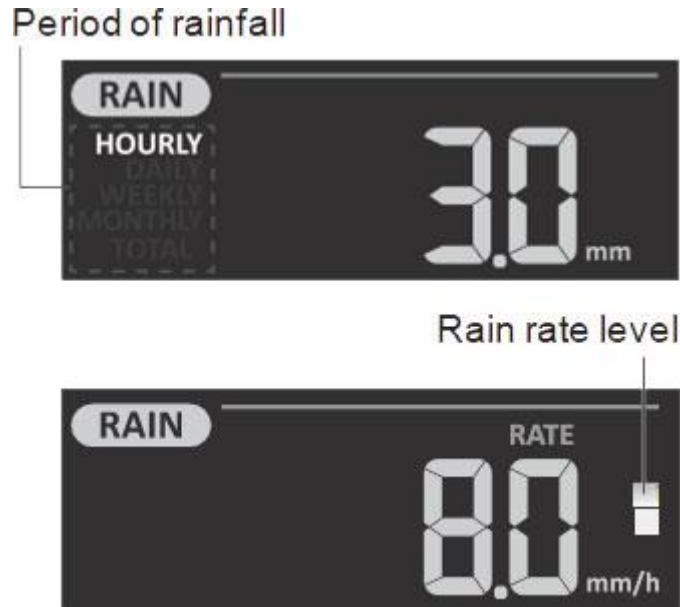 Period of rainfall
RAIN
HOURLY
DAILY
WEEKLY
MONTHLY
TOTAL
3.0 mm
Rain rate level
RAIN
RATE
8.0 mm/h